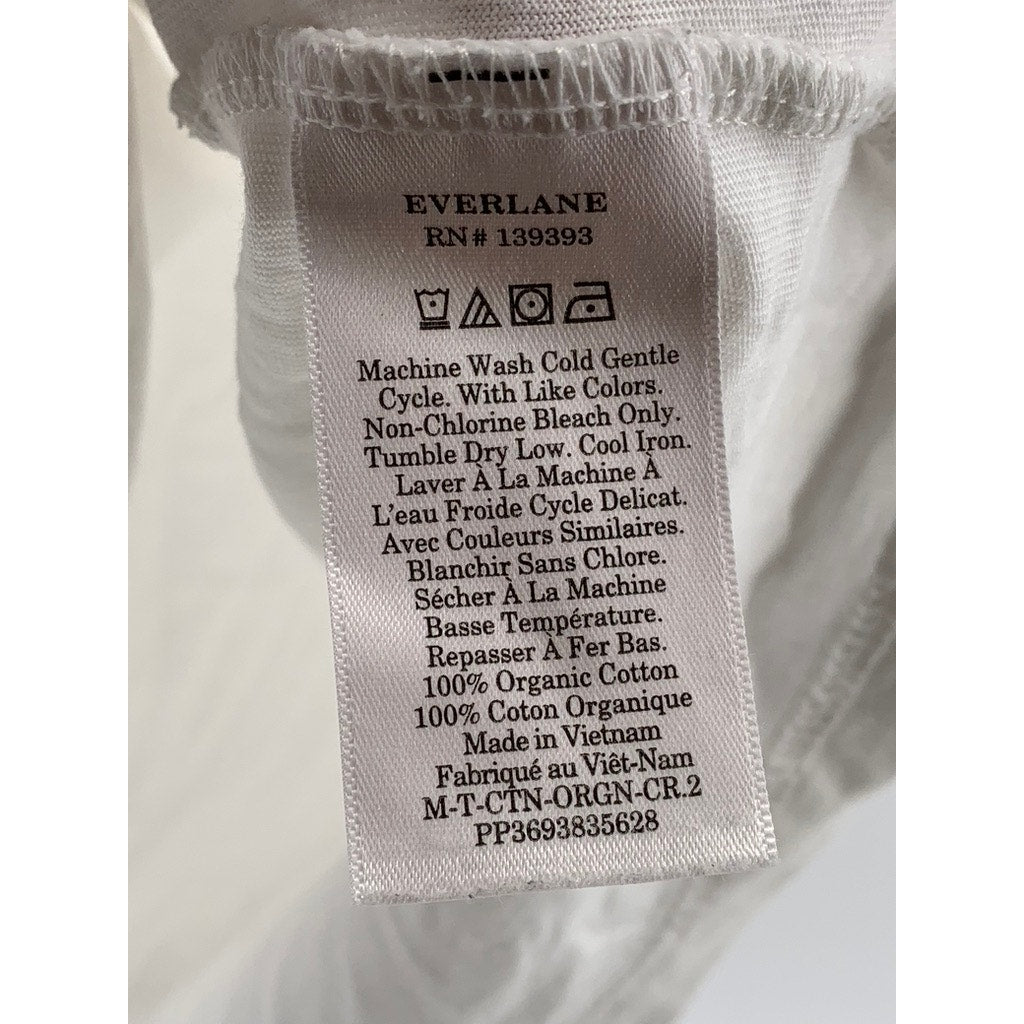 EVERLANE
RN# 139393
Machine Wash Cold Gentle
Cycle. With Like Colors.
Non-Chlorine Bleach Only.
Tumble Dry Low. Cool Iron.
Laver À La Machine À
L'eau Froide Cycle Delicat.
Avec Couleurs Similaires.
Blanchir Sans Chlore.
Sécher À La Machine
Basse Température.
Repasser À Fer Bas.
100% Organic Cotton
100% Coton Organique
Made in Vietnam
Fabriqué au Viêt-Nam
M-T-CTN-ORGN-CR.2
PP3693835628